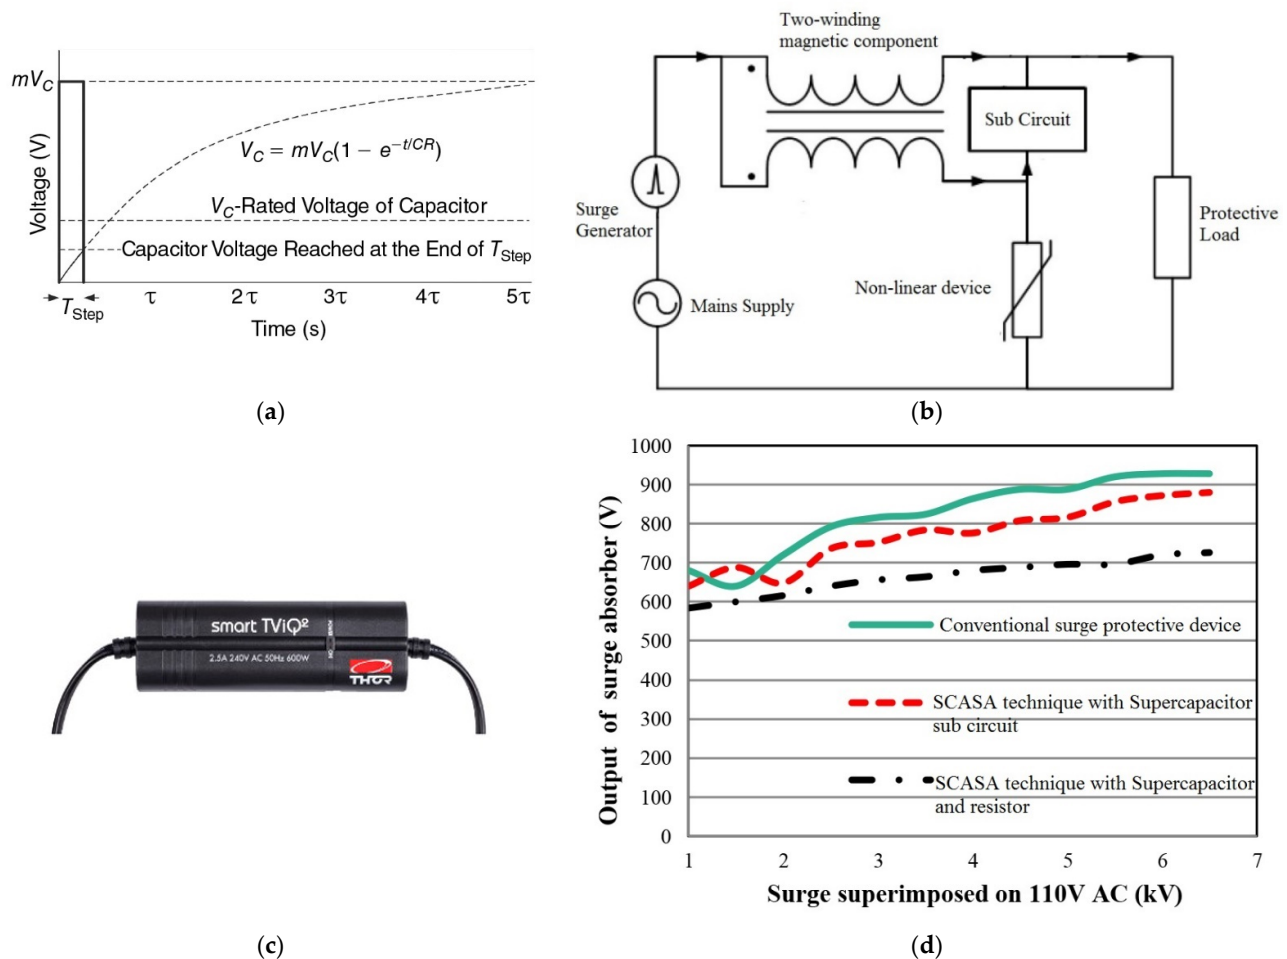 mV_C
V_C = mV_C(1 − e^{−t/CR})
V_C-Rated Voltage of Capacitor
Capacitor Voltage Reached at the End of T_Step
Voltage (V)
T_Step
τ 2τ 3τ 4τ 5τ
Time (s)
(a)
Two-winding
magnetic component
Sub Circuit
Surge
Generator
Protective
Load
Non-linear device
Mains Supply
(b)
smart TViQ²
2.5A 240V AC 50Hz 600W
THOR
(c)
1000
900
800
700
600
500
400
300
200
100
0
Output of surge absorber (V)
Conventional surge protective device
SCASA technique with Supercapacitor
sub circuit
SCASA technique with Supercapacitor
and resistor
1 2 3 4 5 6 7
Surge superimposed on 110V AC (kV)
(d)